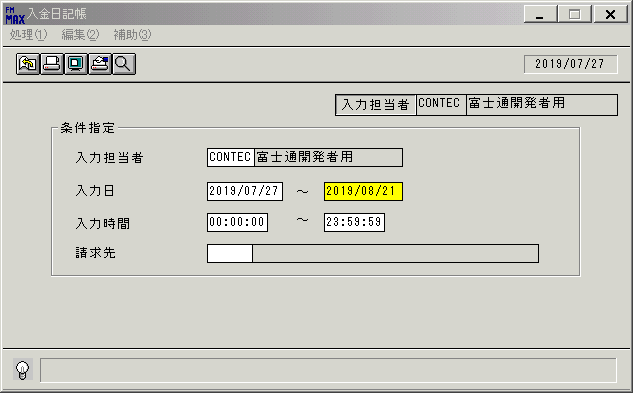 FM MAX 入金日記帳
処理(1) 編集(2) 補助(3)
2019/07/27
入力担当者 CONTEC 富士通開発者用
条件指定
入力担当者 CONTEC 富士通開発者用
入力日 2019/07/27 ～ 2019/08/21
入力時間 00:00:00 ～ 23:59:59
請求先